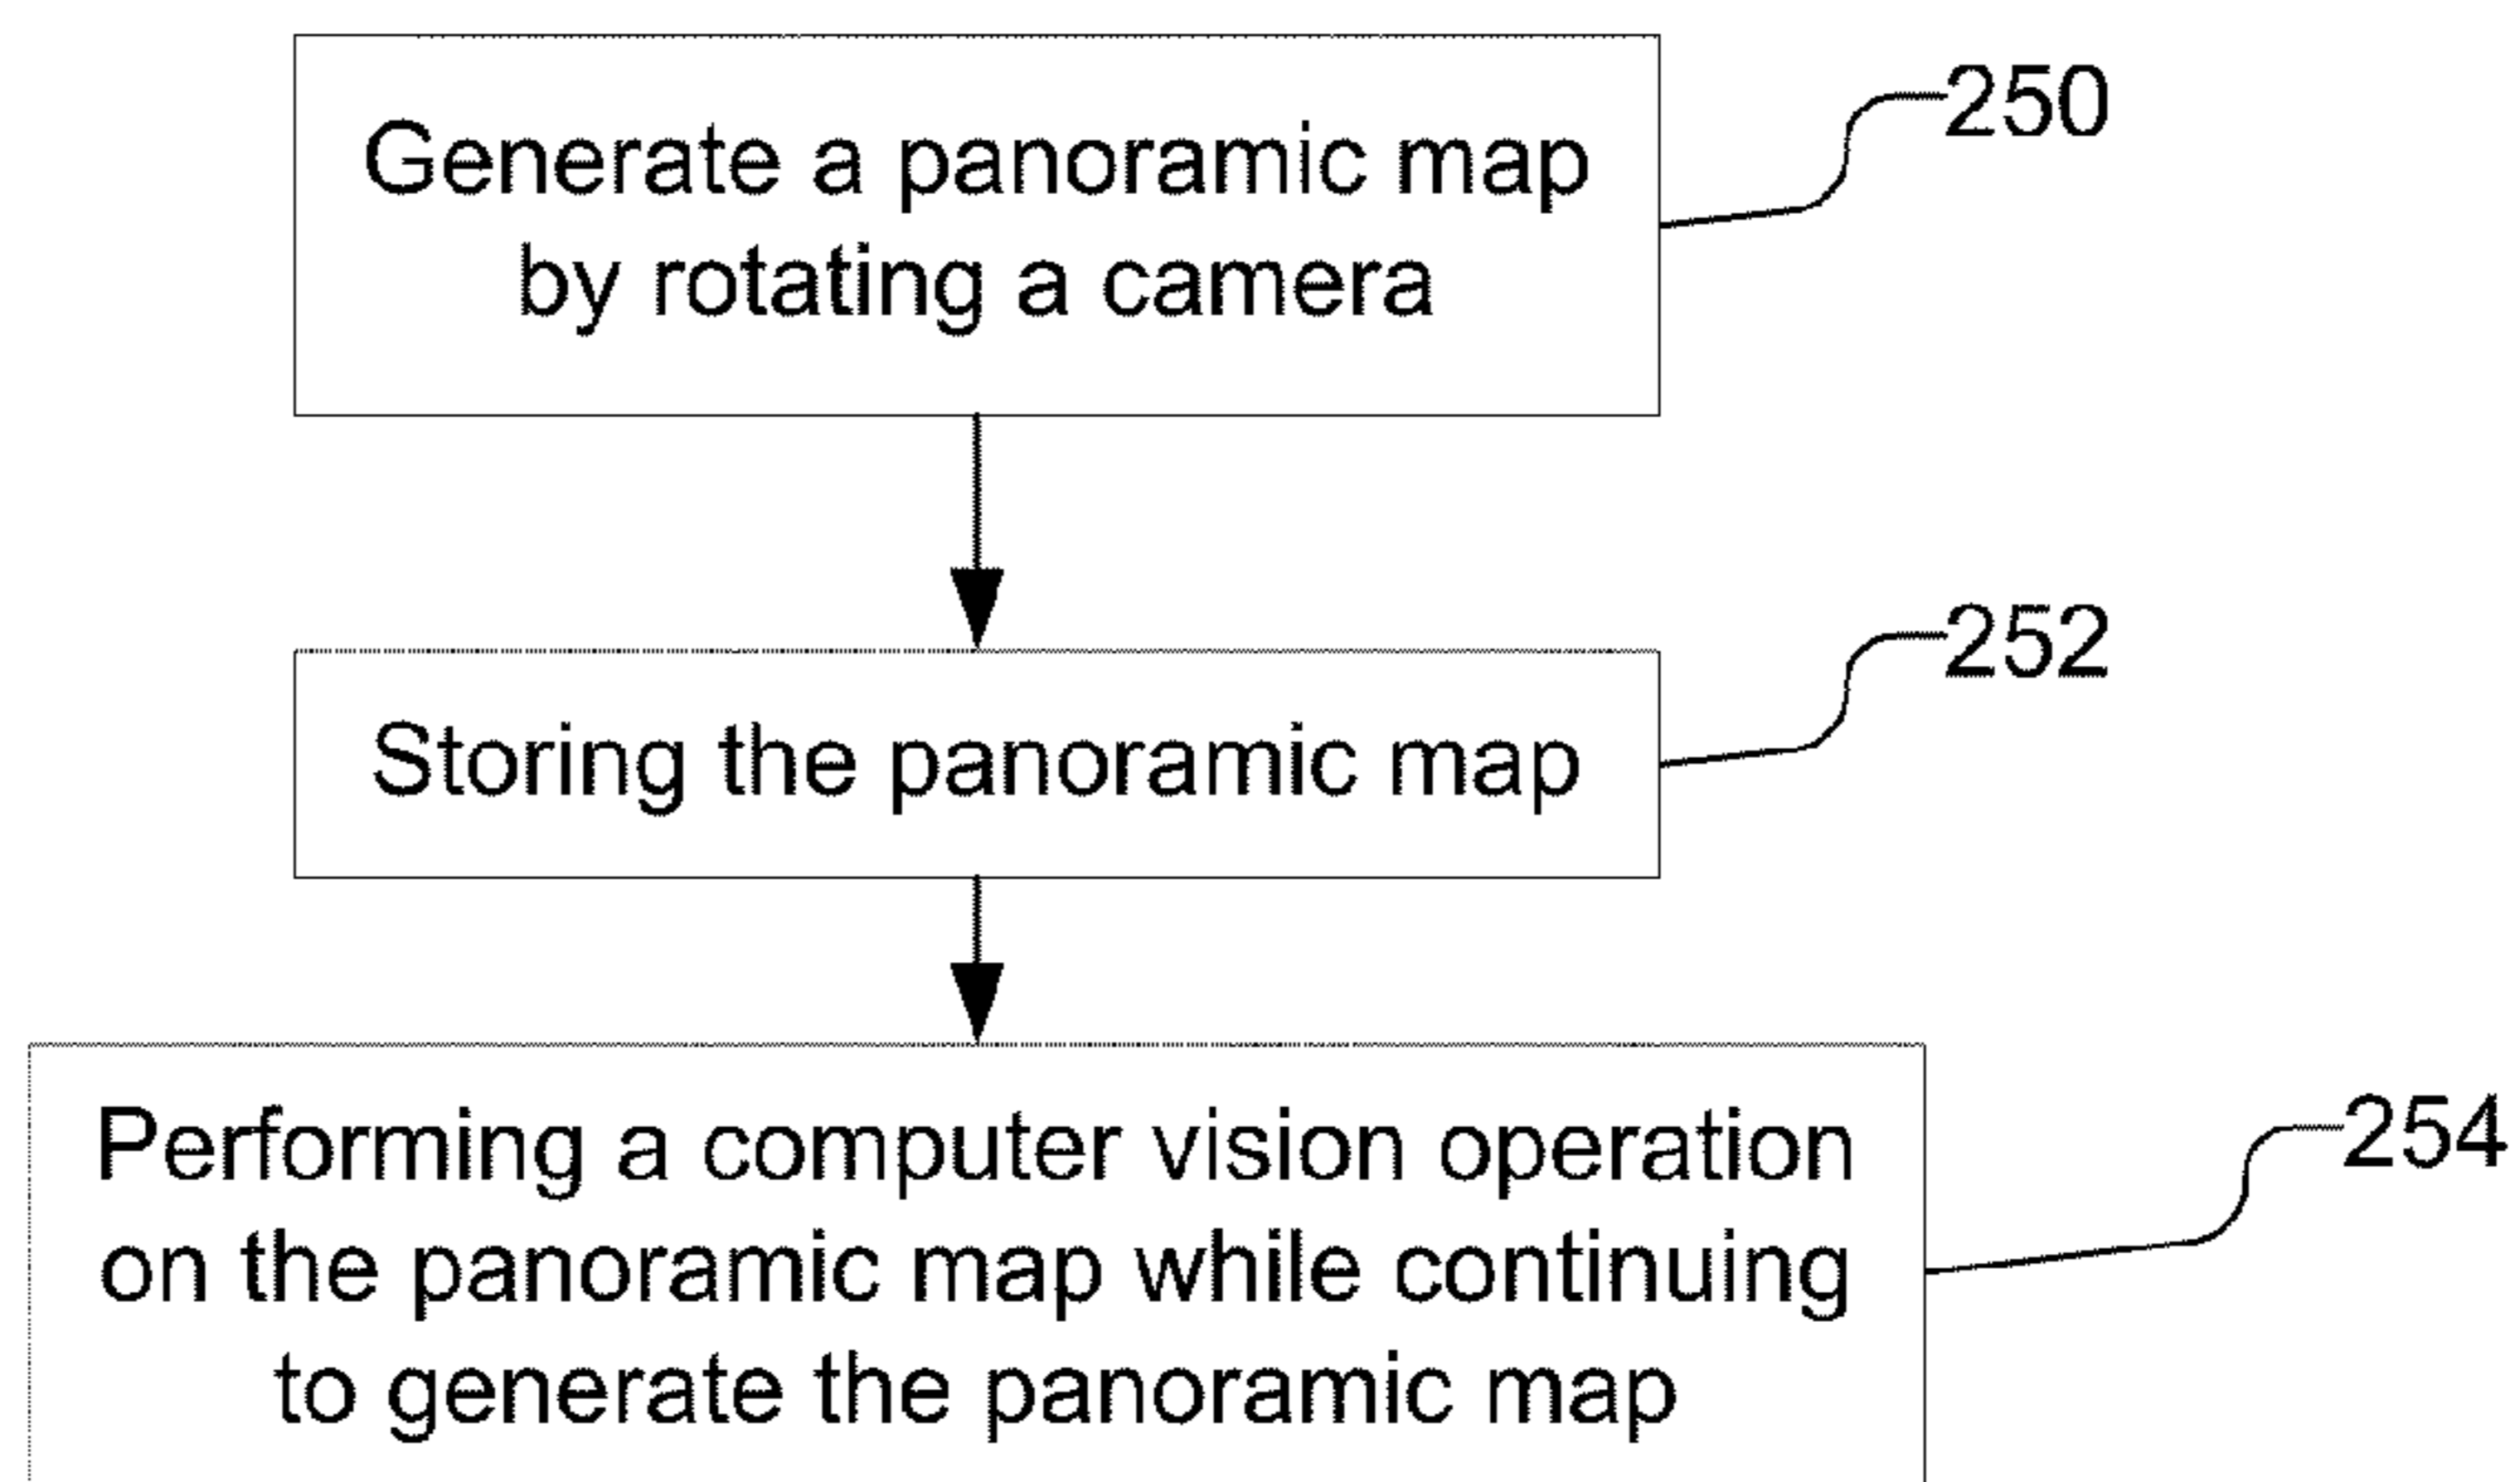 Generate a panoramic map
by rotating a camera
250
Storing the panoramic map
252
Performing a computer vision operation
on the panoramic map while continuing
to generate the panoramic map
254